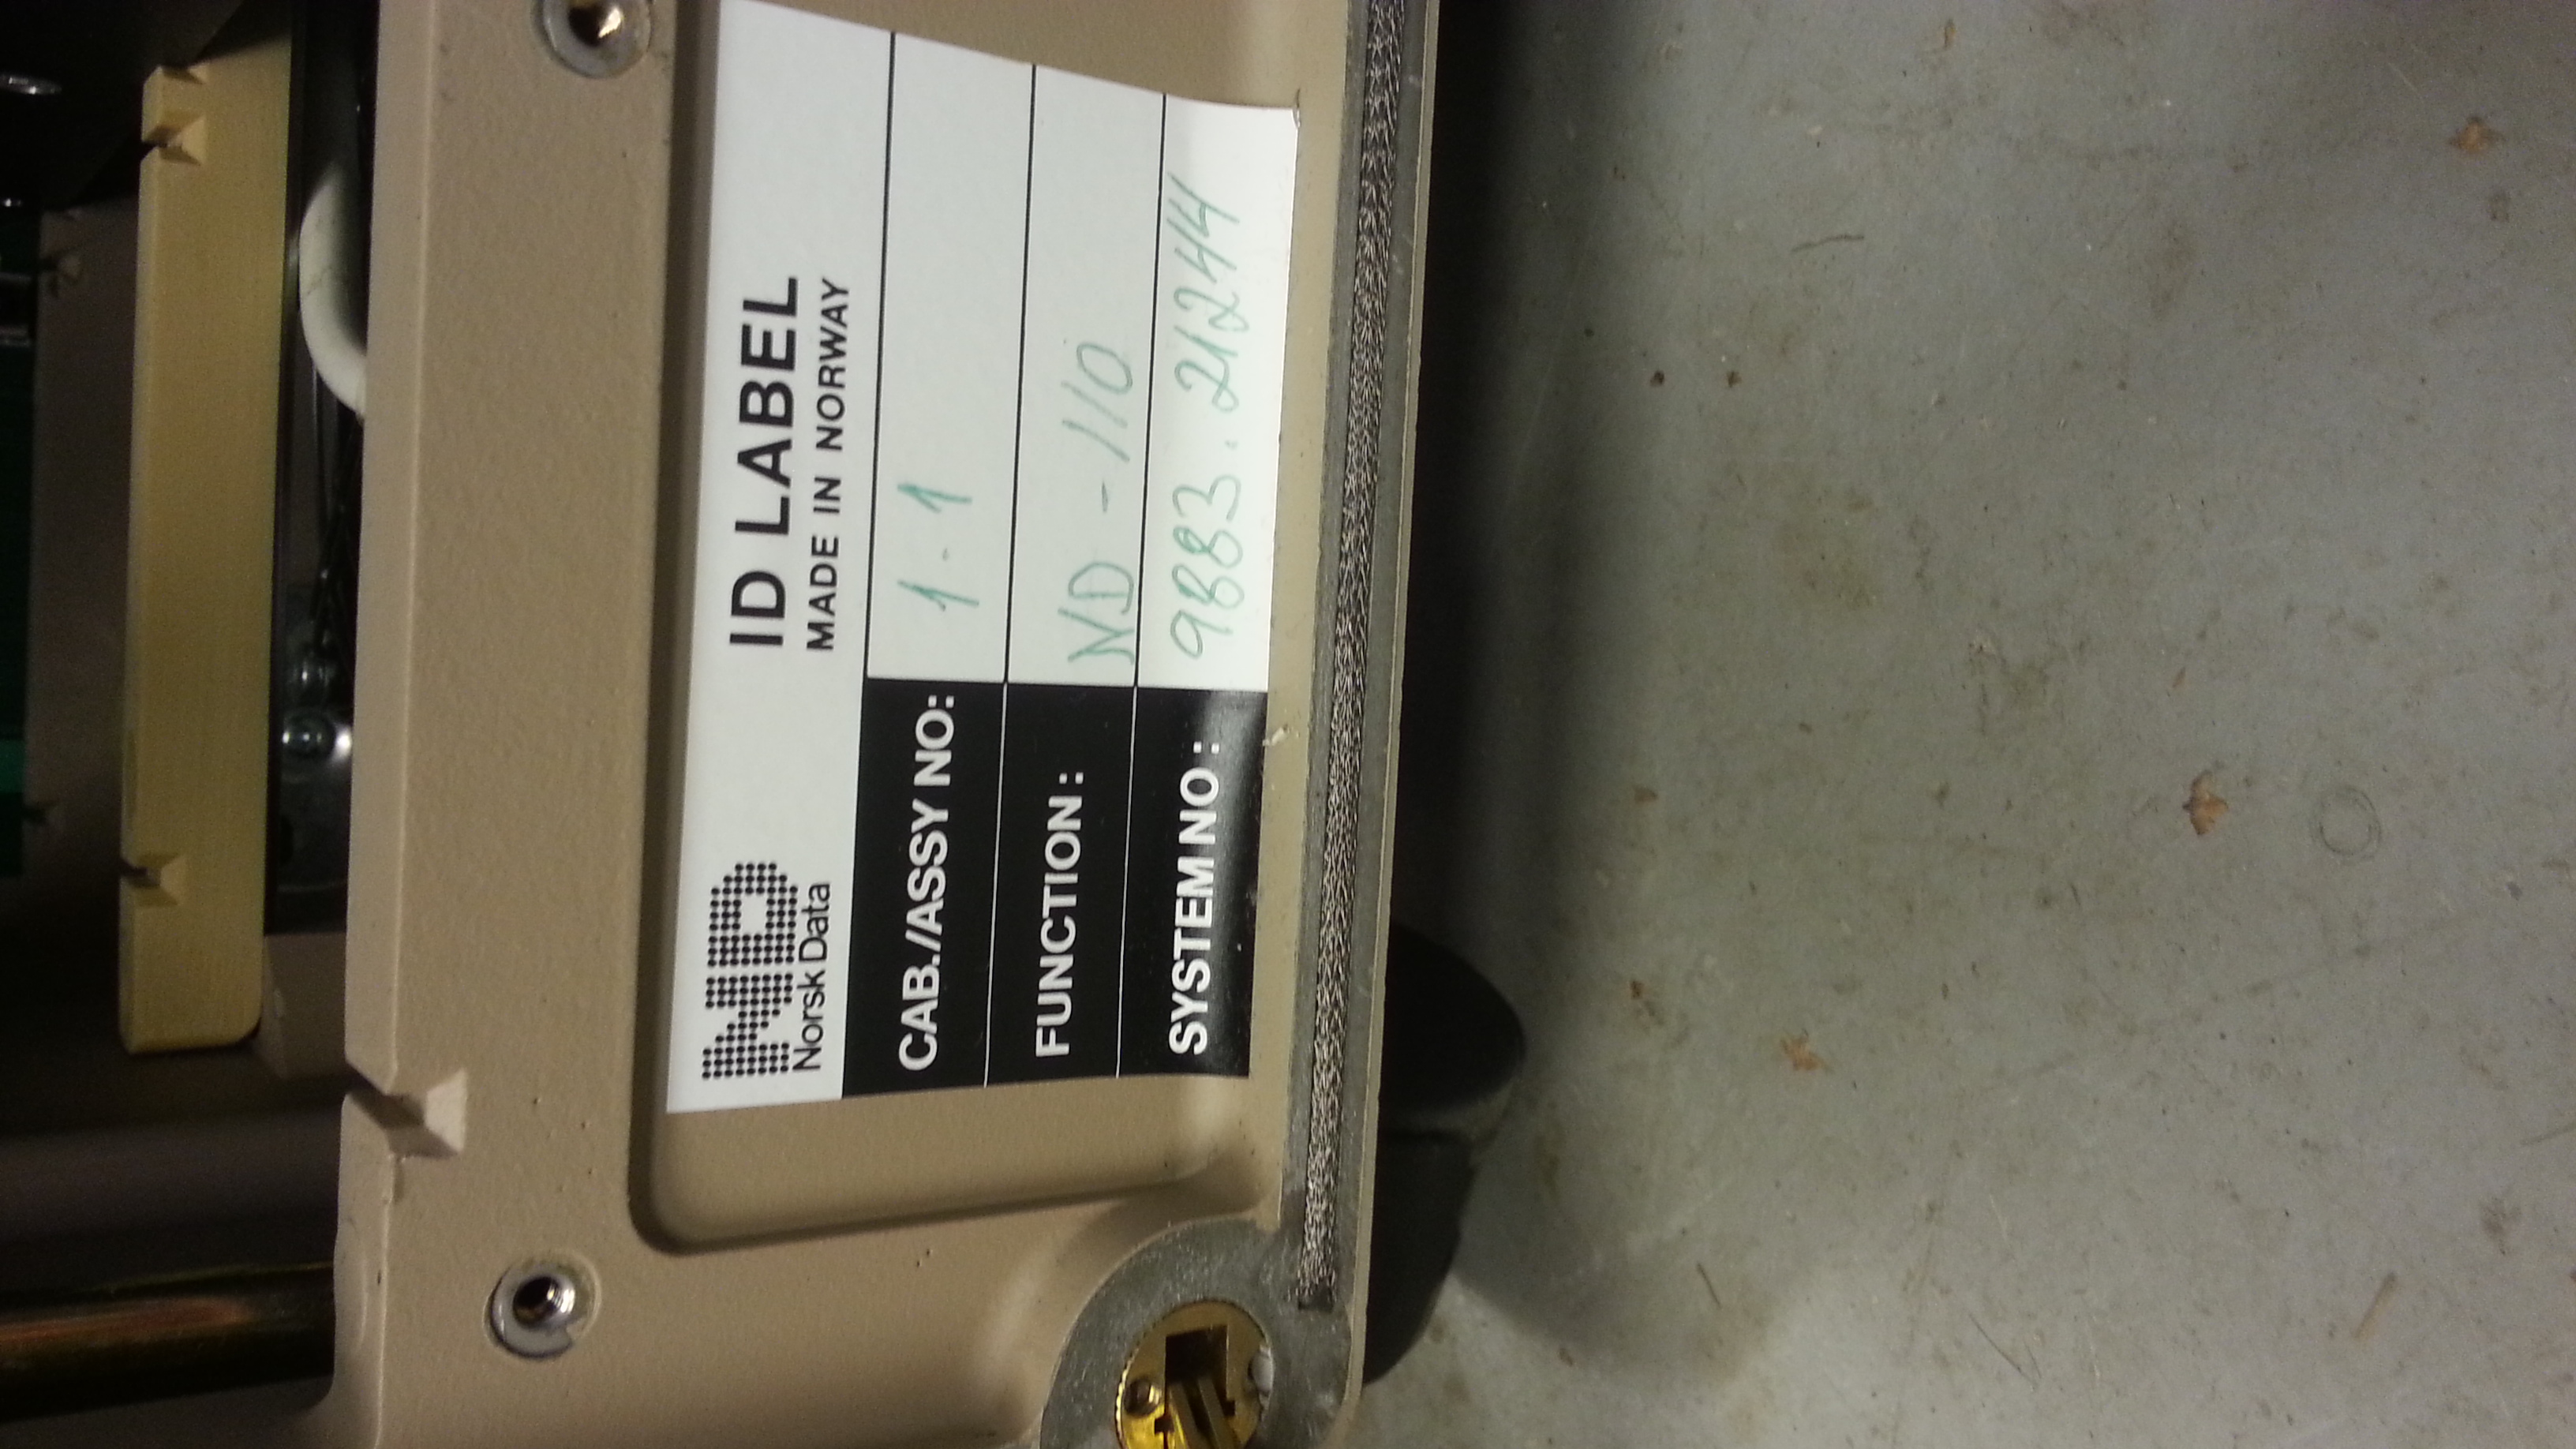 ND
Norsk Data
ID LABEL
MADE IN NORWAY
CAB.//ASSY NO: 1.1
FUNCTION: ND-110
SYSTEM NO: 9883.21244